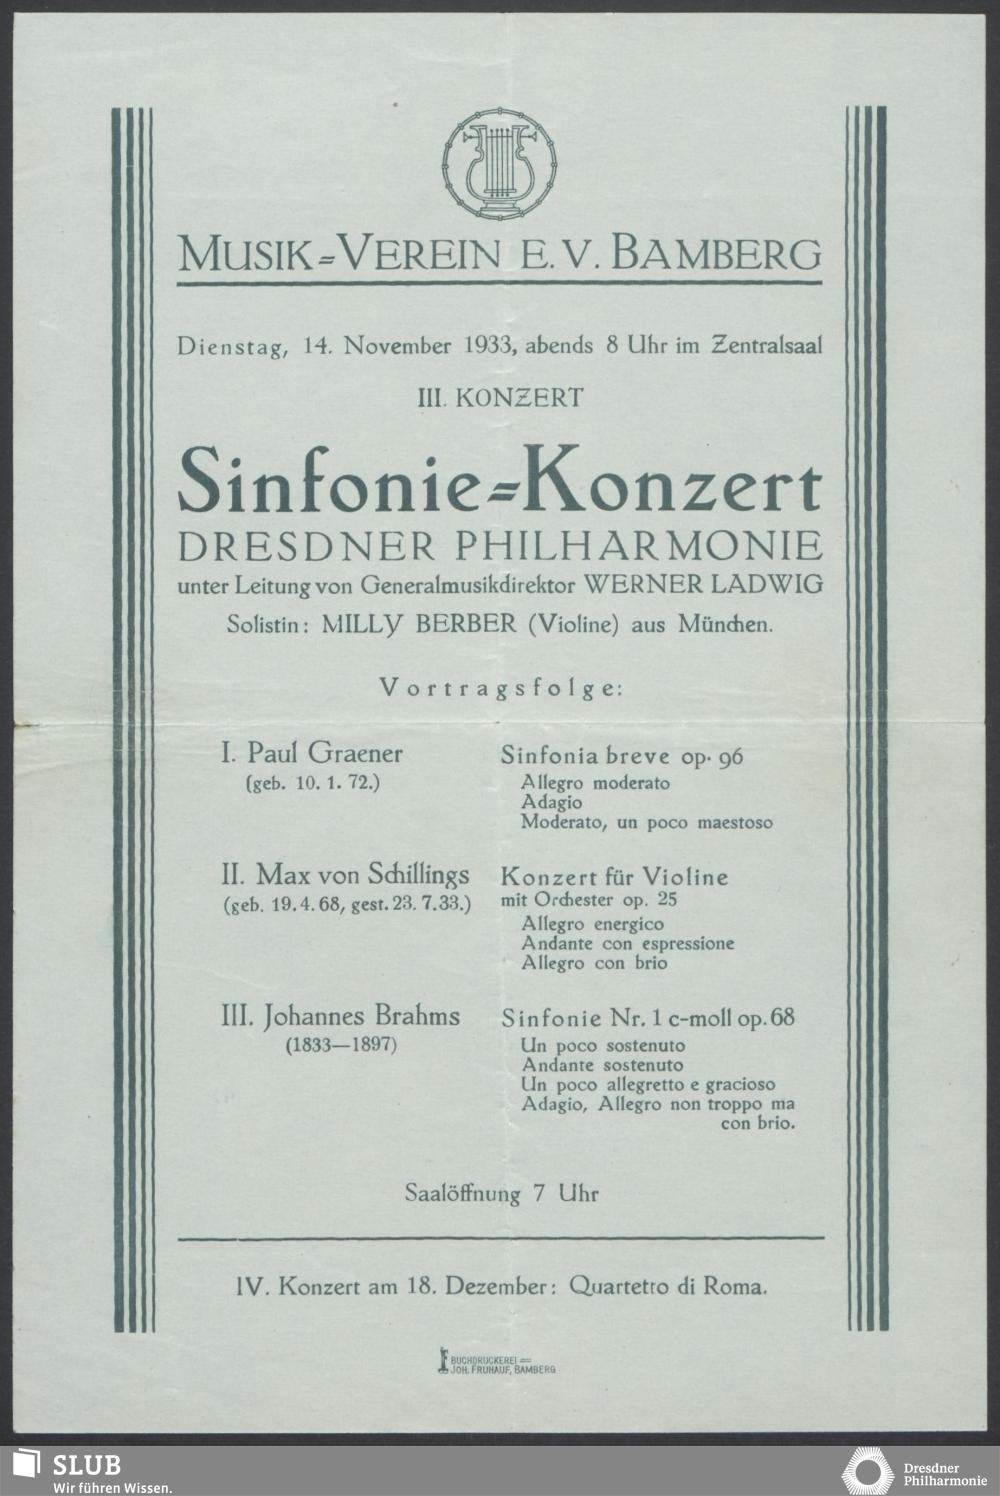 MUSIK=VEREIN E. V. BAMBERG
Dienstag, 14. November 1933, abends 8 Uhr im Zentralsaal
III. KONZERT
Sinfonie=Konzert
DRESDNER PHILHARMONIE
unter Leitung von Generalmusikdirektor WERNER LADWIG
Solistin: MILLY BERBER (Violine) aus München.
Vortragsfolge:
I. Paul Graener
(geb. 10. 1. 72.)
Sinfonia breve op. 96
Allegro moderato
Adagio
Moderato, un poco maestoso
II. Max von Schillings
(geb. 19. 4. 68, gest. 23. 7. 33.)
Konzert für Violine
mit Orchester op. 25
Allegro energico
Andante con espressione
Allegro con brio
III. Johannes Brahms
(1833—1897)
Sinfonie Nr. 1 c-moll op. 68
Un poco sostenuto
Andante sostenuto
Un poco allegretto e gracioso
Adagio, Allegro non troppo ma
con brio.
Saalöffnung 7 Uhr
IV. Konzert am 18. Dezember: Quartetto di Roma.
BUCHDRUCKEREI
JOH. FRUHAUF, BAMBERG
SLUB
Wir führen Wissen.
Dresdner
Philharmonie